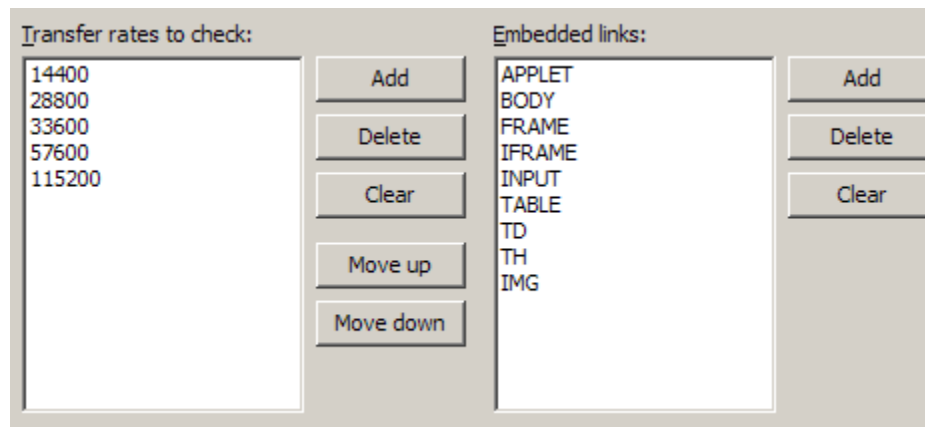 Transfer rates to check:
14400
28800
33600
57600
115200
Add
Delete
Clear
Move up
Move down
Embedded links:
APPLET
BODY
FRAME
IFRAME
INPUT
TABLE
TD
TH
IMG
Add
Delete
Clear